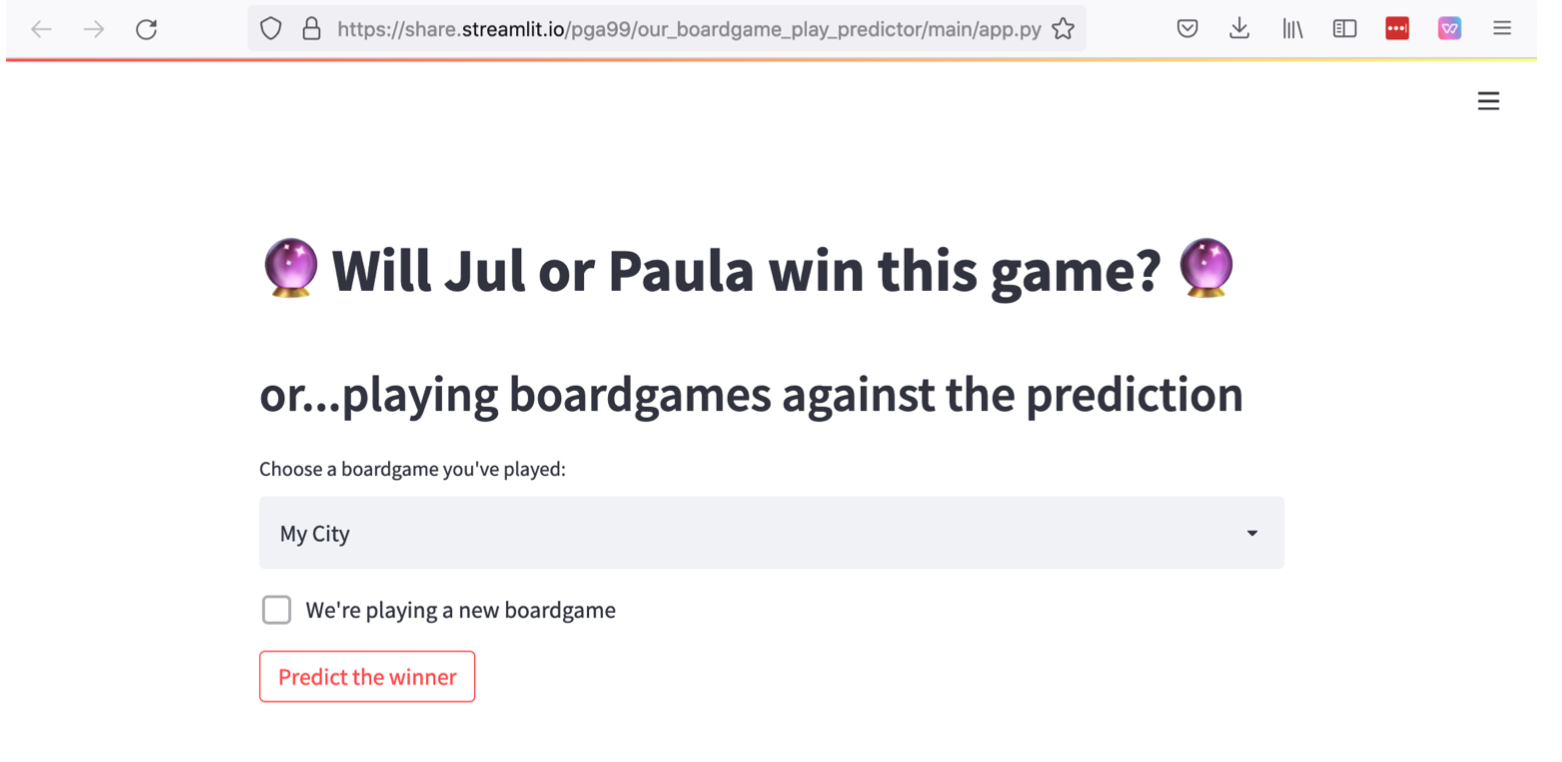 https://share.streamlit.io/pga99/our_boardgame_play_predictor/main/app.py
🔮 Will Jul or Paula win this game? 🔮
or...playing boardgames against the prediction
Choose a boardgame you've played:
My City
We're playing a new boardgame
Predict the winner